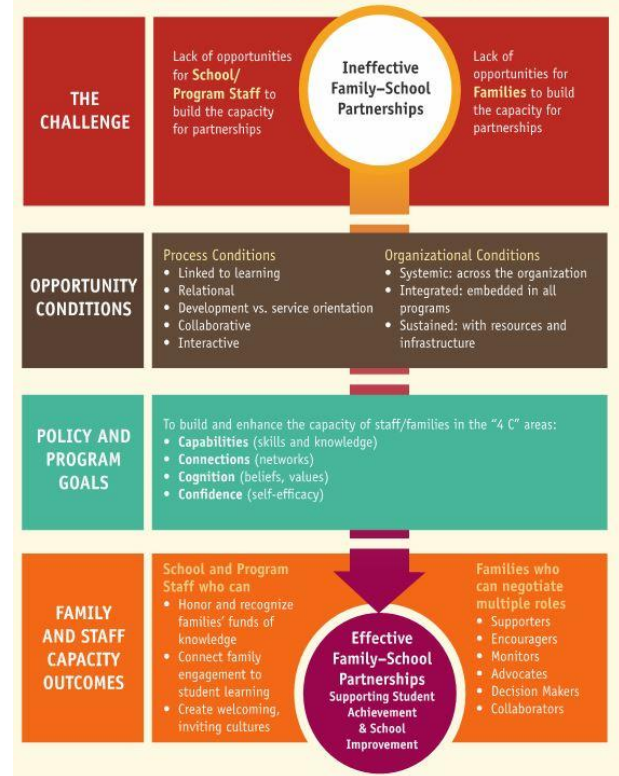 THE
CHALLENGE
Lack of opportunities
for School/
Program Staff to
build the capacity
for partnerships
Ineffective
Family–School
Partnerships
Lack of
opportunities for
Families to build
the capacity for
partnerships
OPPORTUNITY
CONDITIONS
Process Conditions
• Linked to learning
• Relational
• Development vs. service orientation
• Collaborative
• Interactive
Organizational Conditions
• Systemic: across the organization
• Integrated: embedded in all
programs
• Sustained: with resources and
infrastructure
POLICY AND
PROGRAM
GOALS
To build and enhance the capacity of staff/families in the “4 C” areas:
• Capabilities (skills and knowledge)
• Connections (networks)
• Cognition (beliefs, values)
• Confidence (self-efficacy)
FAMILY
AND STAFF
CAPACITY
OUTCOMES
School and Program
Staff who can
• Honor and recognize
families’ funds of
knowledge
• Connect family
engagement to
student learning
• Create welcoming,
inviting cultures
Effective
Family–School
Partnerships
Supporting Student
Achievement
& School
Improvement
Families who
can negotiate
multiple roles
• Supporters
• Encouragers
• Monitors
• Advocates
• Decision Makers
• Collaborators